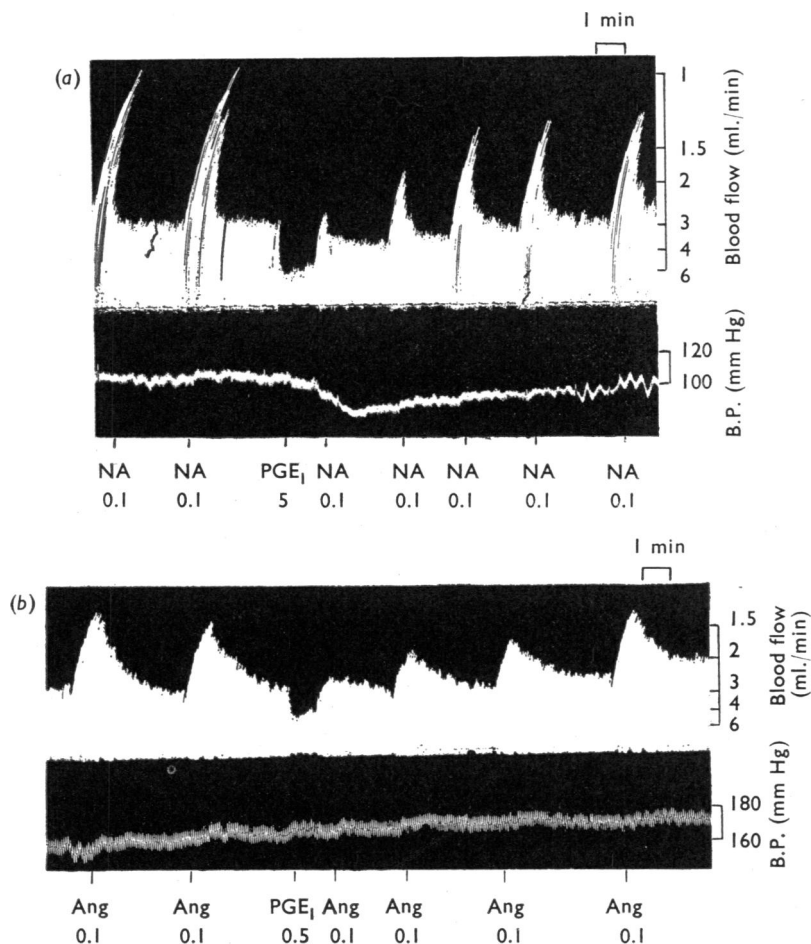 1 min
(a)
1
1.5
2
3
4
6
Blood flow (ml./min)
120
100
B.P. (mm Hg)
NA NA PGE₁ NA NA NA NA NA
0.1 0.1 5 0.1 0.1 0.1 0.1 0.1
1 min
(b)
1.5
2
3
4
6
Blood flow
(ml./min)
180
160
B.P. (mm Hg)
Ang Ang PGE₁ Ang Ang Ang Ang
0.1 0.1 0.5 0.1 0.1 0.1 0.1